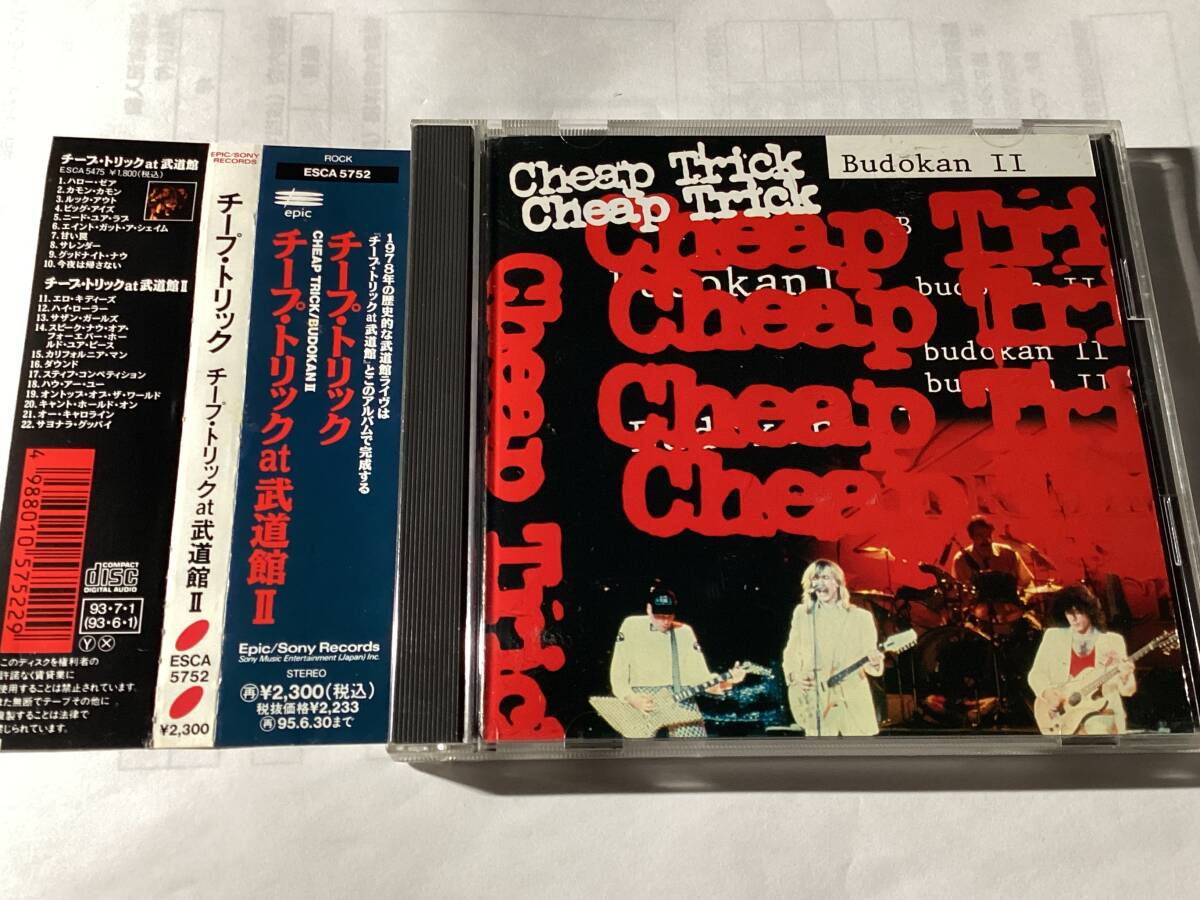 チープ・トリック at 武道館
ESCA 5475 ¥1,800(税込)
1. ハロー・ゼア
2. カモン・カモン
3. ルック・アウト
4. ビッグ・アイズ
5. ニード・ユア・ラブ
6. エイント・ガット・ア・シェイム
7. 甘い罠
8. サレンダー
9. グッドナイト・ナウ
10. 今夜は帰さない
チープ・トリック at 武道館 II
11. エロ・キディーズ
12. ハイ・ローラー
13. サザン・ガールズ
14. スピーク・ナウ・オア・
フォーエバー・ホー
ルド・ユア・ピース
15. カリフォルニア・マン
16. ダウンド
17. スティフ・コンペティション
18. ハウ・アー・ユー
19. オントップ・オブ・ザ・ワールド
20. キャント・ホールド・オン
21. オー・キャロライン
22. サヨナラ・グッバイ
4 988010 575229
COMPACT
disc
DIGITAL AUDIO
93・7・1
(93・6・1)
Y X
このディスクを権利者の
許諾なく賃貸業に
使用することは禁止されています。
また無断でテープその他に
複製することは法律で
禁じられています。
EPIC/SONY
RECORDS
チープ・トリック チープ・トリック at 武道館 II
ESCA
5752
¥2,300
ROCK
ESCA 5752
epic
1978年の歴史的な武道館ライヴは
『チープ・トリック at 武道館』とこのアルバムで完成する
チープ・トリック
CHEAP TRICK/BUDOKAN II
チープ・トリック at 武道館 II
Epic/Sony Records
Sony Music Entertainment (Japan) Inc.
STEREO
再¥2,300(税込)
税抜価格¥2,233
再95.6.30まで
Cheap Trick
Cheap Trick
Budokan II
Cheap Tri
budokan II
Cheap Tri
budokan II
budokan II
Cheap Tri
Cheap
Cheap Trick